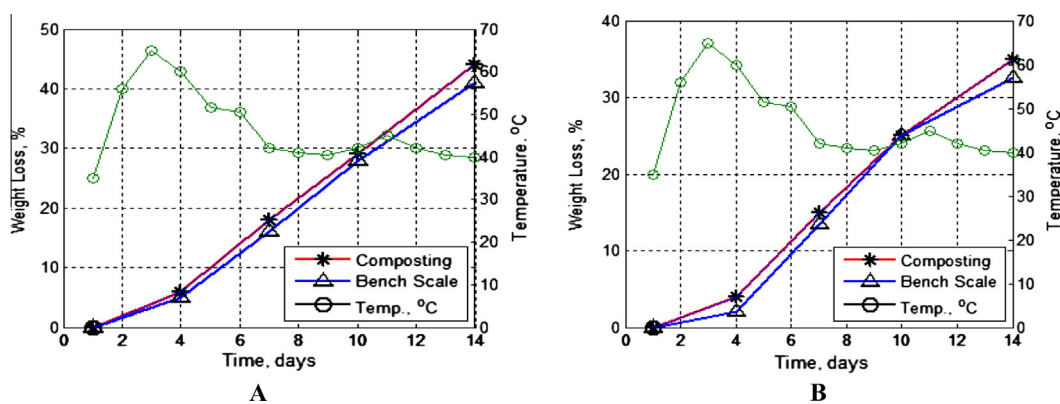 50
40
30
20
10
0
Weight Loss, %
70
60
50
40
30
20
10
0
Temperature, °C
Composting
Bench Scale
Temp., °C
0 2 4 6 8 10 12 14
Time, days
A
40
30
20
10
0
Weight Loss, %
70
60
50
40
30
20
10
0
Temperature, °C
Composting
Bench Scale
Temp., °C
0 2 4 6 8 10 12 14
Time, days
B